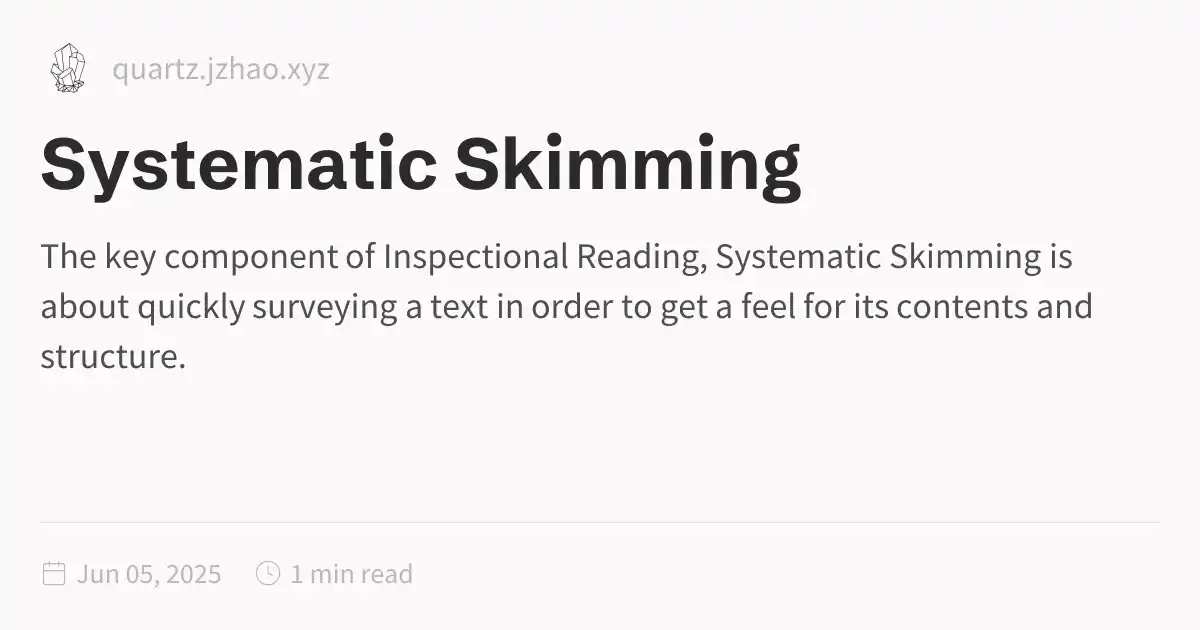 quartz.jzhao.xyz
Systematic Skimming
The key component of Inspectional Reading, Systematic Skimming is
about quickly surveying a text in order to get a feel for its contents and
structure.
Jun 05, 2025 1 min read